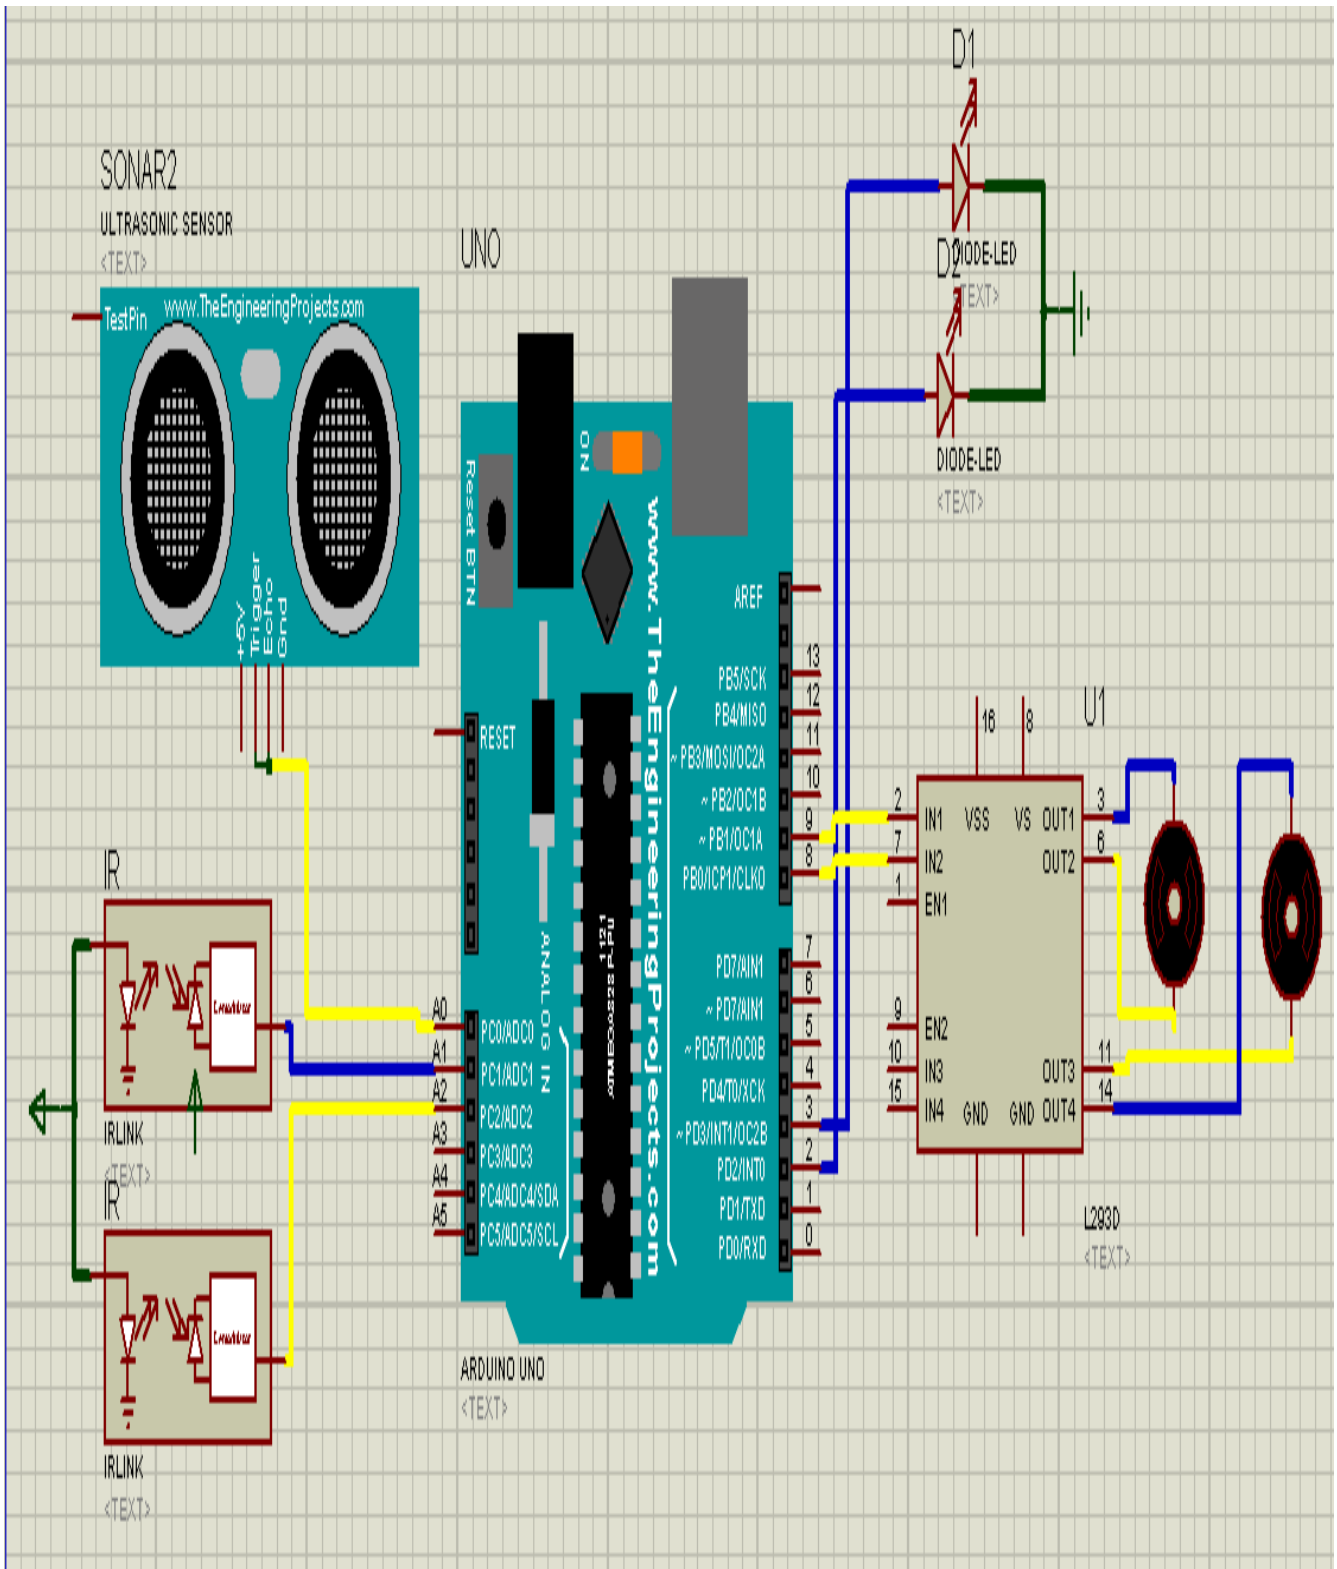 D1
DIODE-LED
<TEXT>
D2
DIODE-LED
<TEXT>
SONAR2
ULTRASONIC SENSOR
<TEXT>
www.TheEngineeringProjects.com
TestPin
+5V
Trigger
Echo
Gnd
UNO
ON
Reset BTN
www.TheEngineeringProjects.com
RESET
ANALOG IN
1121
A0 PC0/ADC0
A1 PC1/ADC1
A2 PC2/ADC2
A3 PC3/ADC3
A4 PC4/ADC4/SDA
A5 PC5/ADC5/SCL
AREF
PB5/SCK 13
PB4/MISO 12
~ PB3/MOSI/OC2A 11
~ PB2/OC1B 10
~ PB1/OC1A 9
PB0/ICP1/CLKO 8
PD7/AIN1 7
~ PD7/AIN1 6
~ PD5/T1/OC0B 5
PD4/T0/XCK 4
~ PD3/INT1/OC2B 3
PD2/INT0 2
PD1/TXD 1
PD0/RXD 0
ARDUINO UNO
<TEXT>
IR
IRLINK
<TEXT>
IR
IRLINK
<TEXT>
U1
16 8
2 IN1 VSS VS OUT1 3
7 IN2 OUT2 6
1 EN1
9 EN2
10 IN3 OUT3 11
15 IN4 GND GND OUT4 14
L293D
<TEXT>